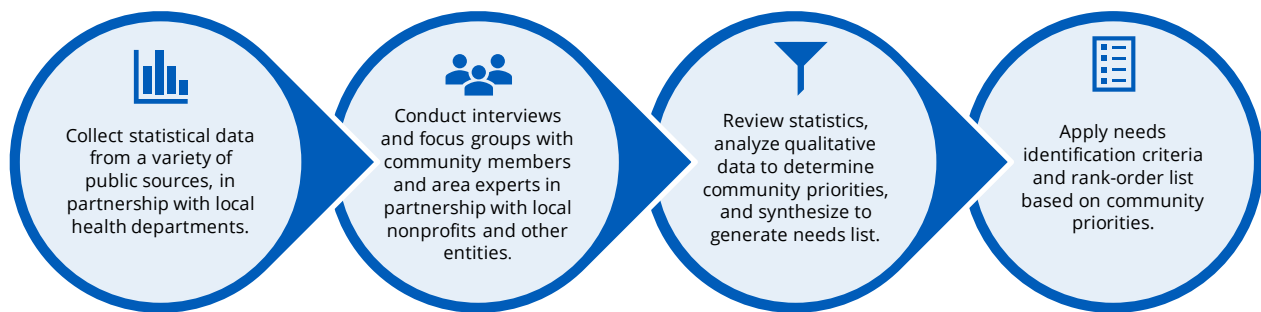 Collect statistical data
from a variety of
public sources, in
partnership with local
health departments.
Conduct interviews
and focus groups with
community members
and area experts in
partnership with local
nonprofits and other
entities.
Review statistics,
analyze qualitative
data to determine
community priorities,
and synthesize to
generate needs list.
Apply needs
identification criteria
and rank-order list
based on community
priorities.